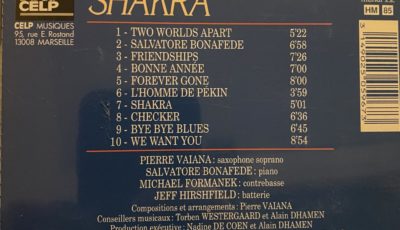 CELP
SHAKRA
CELP MUSIQUES
95, rue E. Rostand
13008 MARSEILLE
HM 85
1 - TWO WORLDS APART 5'22
2 - SALVATORE BONAFEDE 6'58
3 - FRIENDSHIPS 7'26
4 - BONNE ANNÉE 7'00
5 - FOREVER GONE 8'00
6 - L'HOMME DE PEKIN 3'59
7 - SHAKRA 5'01
8 - CHECKER 6'36
9 - BYE BYE BLUES 6'45
10 - WE WANT YOU 8'54
PIERRE VAIANA : saxophone soprano
SALVATORE BONAFEDE : piano
MICHAEL FORMANEK : contrebasse
JEFF HIRSHFIELD : batterie
Compositions et arrangements : Pierre VAIANA
Conseillers musicaux : Torben WESTERGAARD et Alain DHAMEN
Production exécutive : Nadine DE COEN et Alain DHAMEN